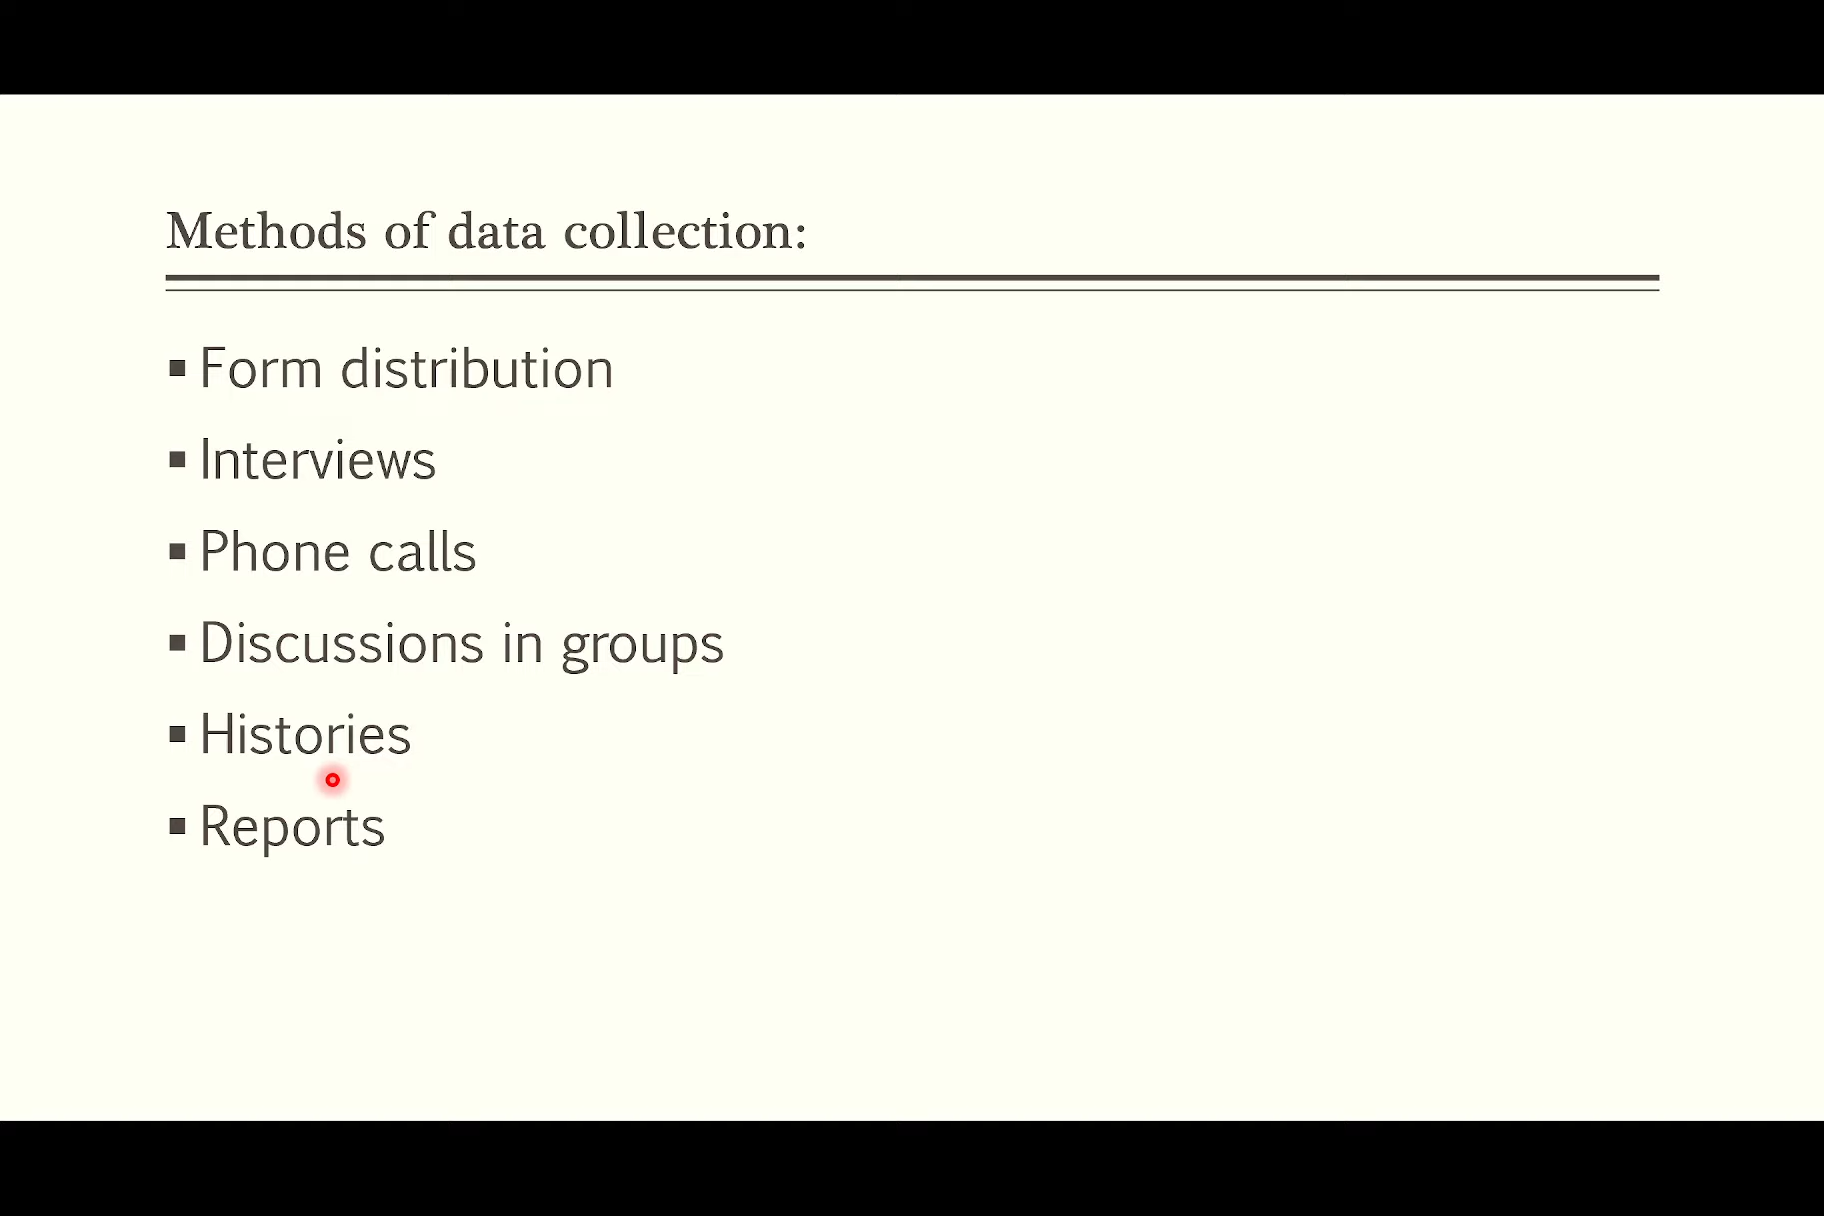 Methods of data collection:
▪ Form distribution
▪ Interviews
▪ Phone calls
▪ Discussions in groups
▪ Histories
▪ Reports